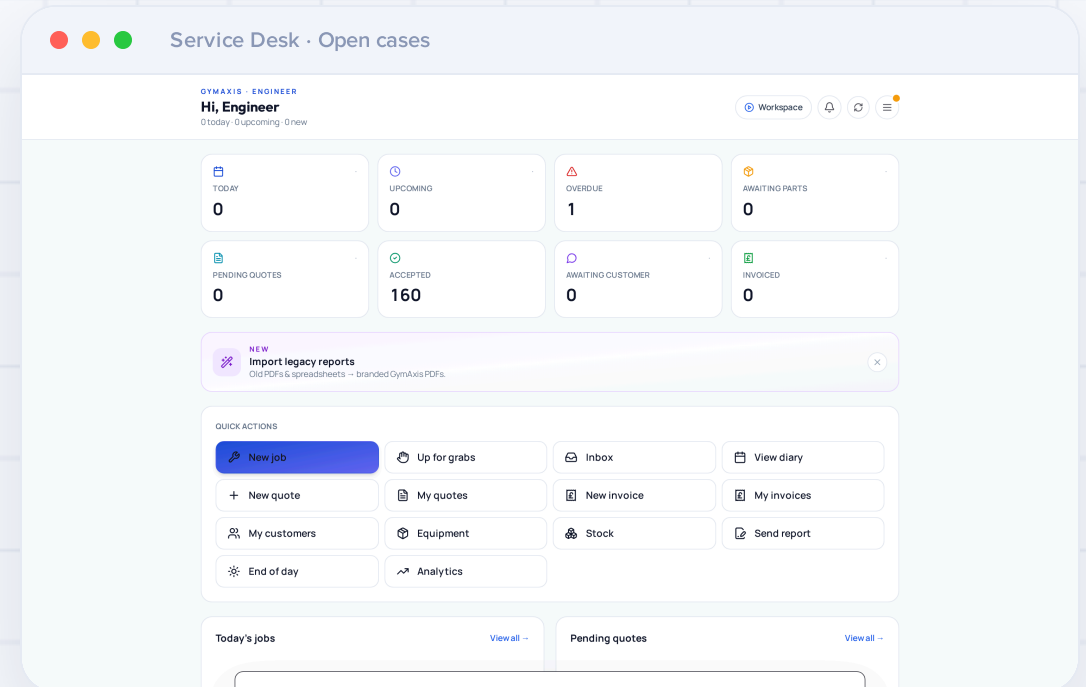 Service Desk · Open cases
GYMAXIS · ENGINEER
Hi, Engineer
0 today · 0 upcoming · 0 new
Workspace
TODAY
0
UPCOMING
0
OVERDUE
1
AWAITING PARTS
0
PENDING QUOTES
0
ACCEPTED
160
AWAITING CUSTOMER
0
INVOICED
0
NEW
Import legacy reports
Old PDFs & spreadsheets → branded GymAxis PDFs.
QUICK ACTIONS
New job
Up for grabs
Inbox
View diary
New quote
My quotes
New invoice
My invoices
My customers
Equipment
Stock
Send report
End of day
Analytics
Today's jobs
View all →
Pending quotes
View all →